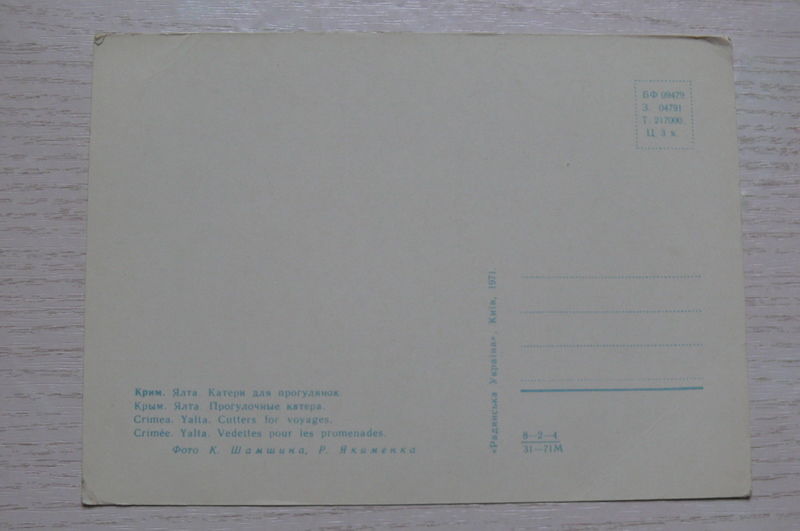 БФ 09479
З. 04791.
Т. 217000.
Ц. 3 к.
«Радянська Україна», Київ, 1971.
Крим. Ялта. Катери для прогулянок
Крым. Ялта. Прогулочные катера.
Crimea. Yalta. Cutters for voyages.
Crimée. Yalta. Vedettes pour les promenades.
Фото К. Шамшина, Р. Якименка
8—2—4
31—71М